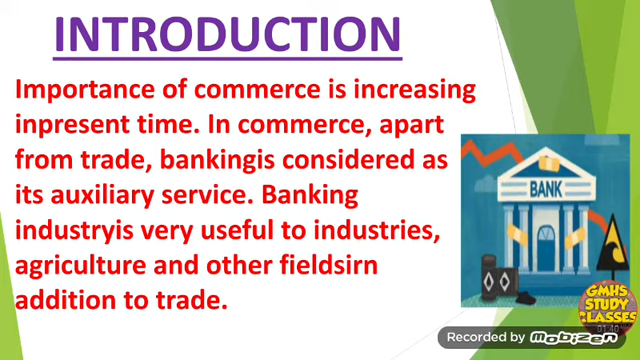 INTRODUCTION
Importance of commerce is increasing
inpresent time. In commerce, apart
from trade, bankingis considered as
its auxiliary service. Banking
industryis very useful to industries,
agriculture and other fieldsirn
addition to trade.
BANK
GMHS
STUDY
CLASSES
01:40
Recorded by mobizen